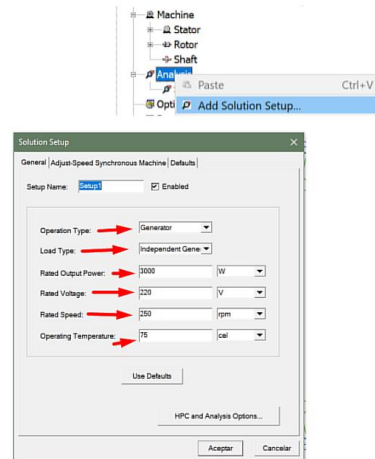 Machine
Stator
Rotor
Shaft
Analysis
Paste Ctrl+V
Opti
Add Solution Setup...
Solution Setup
General Adjust-Speed Synchronous Machine Defaults
Setup Name: Setup1 Enabled
Operation Type: Generator
Load Type: Independent Gene
Rated Output Power: 3000 W
Rated Voltage: 220 V
Rated Speed: 250 rpm
Operating Temperature: 75 cel
Use Defaults
HPC and Analysis Options...
Aceptar Cancelar